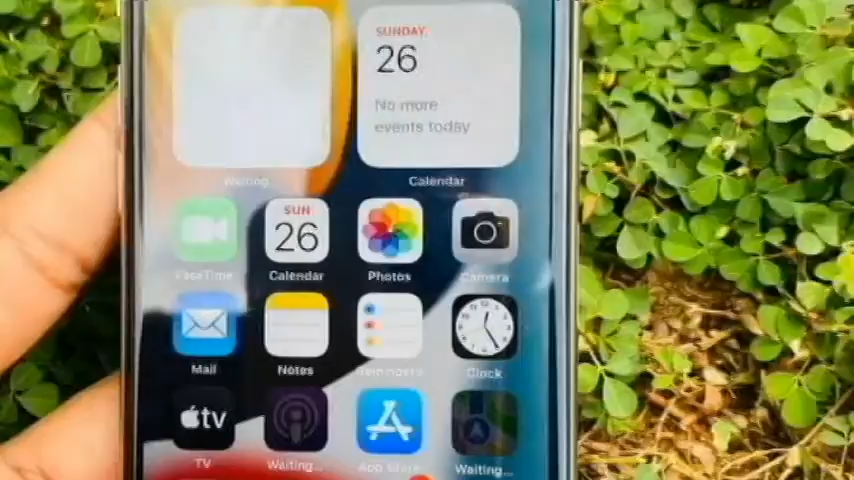 SUNDAY
26
No more
events today
Waiting
Calendar
SUN
26
FaceTime
Calendar
Photos
Camera
Mail
Notes
Reminders
Clock
tv
TV
Waiting...
App Store
Waiting...